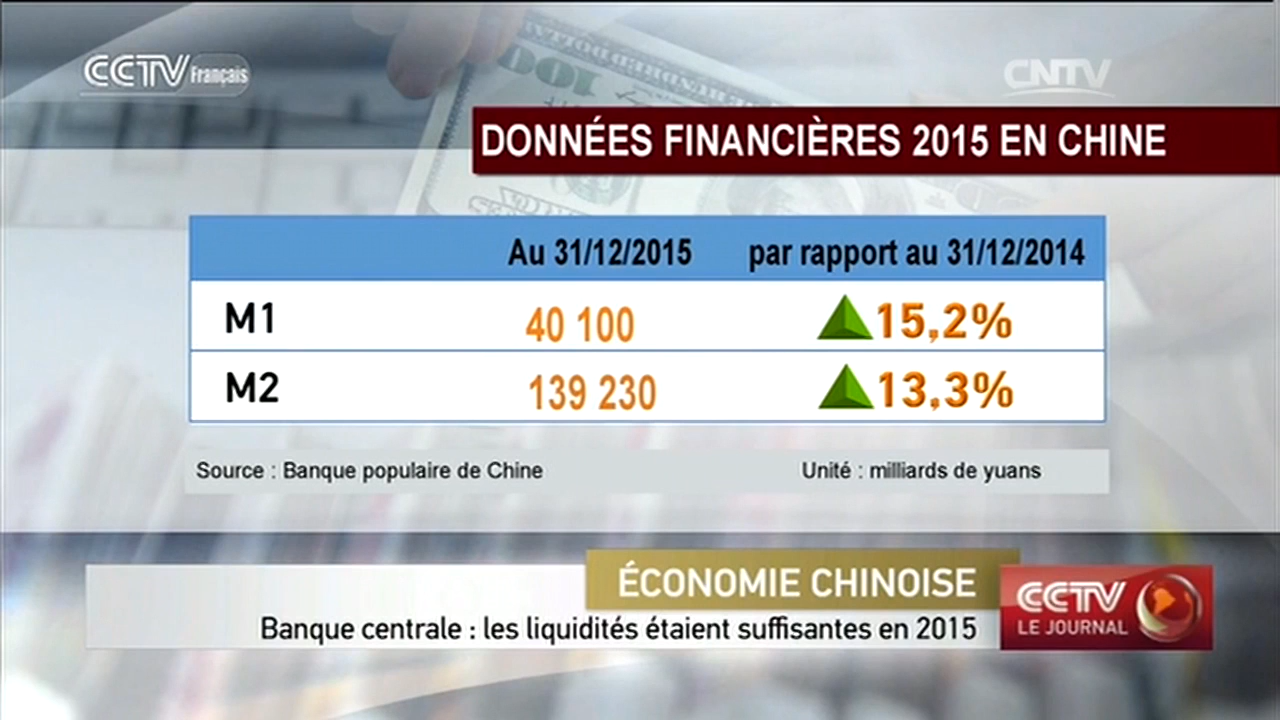 CCTV Français
CNTV
DONNÉES FINANCIÈRES 2015 EN CHINE
Au 31/12/2015 par rapport au 31/12/2014
M1 40 100 15,2%
M2 139 230 13,3%
Source : Banque populaire de Chine Unité : milliards de yuans
ÉCONOMIE CHINOISE
Banque centrale : les liquidités étaient suffisantes en 2015
CCTV
LE JOURNAL
100